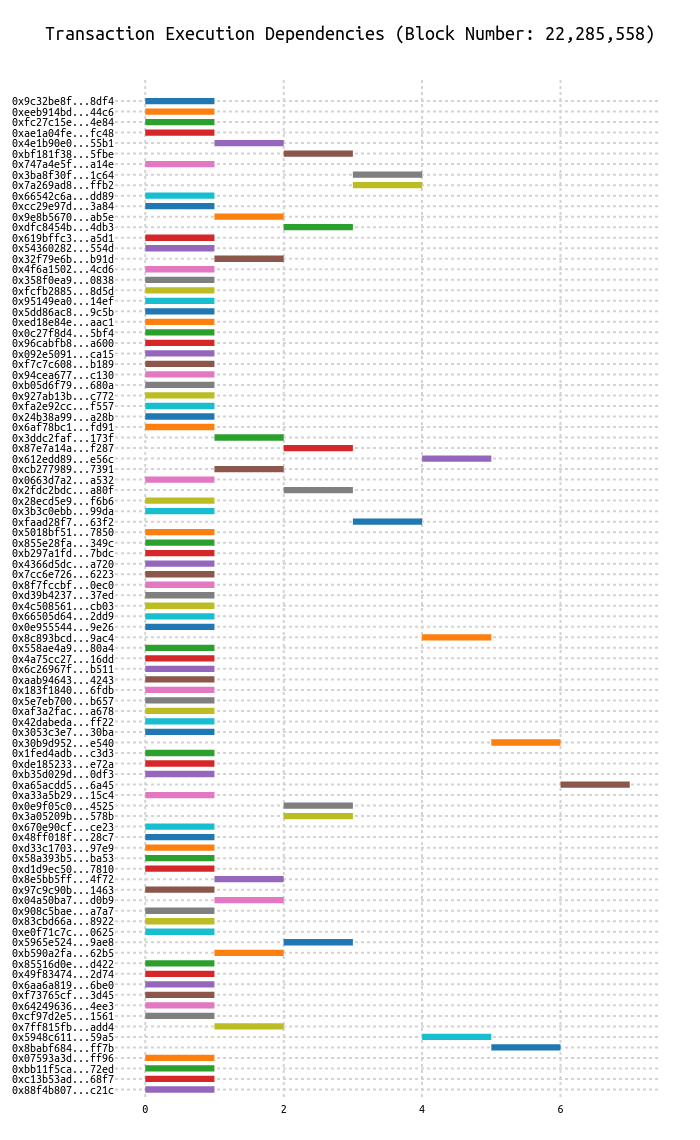 Transaction Execution Dependencies (Block Number: 22,285,558)
0x9c32be8f...8df4
0xeeb914bd...44c6
0xfc27c15e...4e84
0xae1a04fe...fc48
0x4e1b90e0...55b1
0xbf181f38...5fbe
0x747a4e5f...a14e
0x3ba8f30f...1c64
0x7a269ad8...ffb2
0x66542c6a...dd89
0xcc29e97d...3a84
0x9e8b5670...ab5e
0xdfc8454b...4db3
0x619bffc3...a5d1
0x54360282...554d
0x32f79e6b...b91d
0x4f6a1502...4cd6
0x358f0ea9...0838
0xfcfb2885...8d5d
0x95149ea0...14ef
0x5dd86ac8...9c5b
0xed18e84e...aac1
0x0c27f8d4...5bf4
0x96cabfb8...a600
0x092e5091...ca15
0xf7c7c608...b189
0x94cea677...c130
0xb05d6f79...680a
0x927ab13b...c772
0xfa2e92cc...f557
0x24b38a99...a28b
0x6af78bc1...fd91
0x3ddc2faf...173f
0x87e7a14a...f287
0x612edd89...e56c
0xcb277989...7391
0x0663d7a2...a532
0x2fdc2bdc...a80f
0x28ecd5e9...f6b6
0x3b3c0ebb...99da
0xfaad28f7...63f2
0x5018bf51...7850
0x855e28fa...349c
0xb297a1fd...7bdc
0x4366d5dc...a720
0x7cc6e726...6223
0x8f7fccbf...0ec0
0xd39b4237...37ed
0x4c508561...cb03
0x66505d64...2dd9
0x0e955544...9e26
0x8c893bcd...9ac4
0x558ae4a9...80a4
0x4a75cc27...16dd
0x6c26967f...b511
0xaab94643...4243
0x183f1840...6fdb
0x5e7eb700...b657
0xaf3a2fac...a678
0x42dabeda...ff22
0x3053c3e7...30ba
0x30b9d952...e540
0x1fed4adb...c3d3
0xde185233...e72a
0xb35d029d...0df3
0xa65acdd5...6a45
0xa33a5b29...15c4
0x0e9f05c0...4525
0x3a05209b...578b
0x670e90cf...ce23
0x48ff018f...28c7
0xd33c1703...97e9
0x58a393b5...ba53
0xd1d9ec50...7810
0x8e5bb5ff...4f72
0x97c9c90b...1463
0x04a50ba7...d0b9
0x908c5bae...a7a7
0x83cbd66a...8922
0xe0f71c7c...0625
0x5965e524...9ae8
0xb590a2fa...62b5
0x85516d0e...d422
0x49f83474...2d74
0x6aa6a819...6be0
0xf73765cf...3d45
0x64249636...4ee3
0xcf97d2e5...1561
0x7ff815fb...add4
0x5948c611...59a5
0x8babf684...ff7b
0x07593a3d...ff96
0xbb11f5ca...72ed
0xc13b53ad...68f7
0x88f4b807...c21c
0 2 4 6